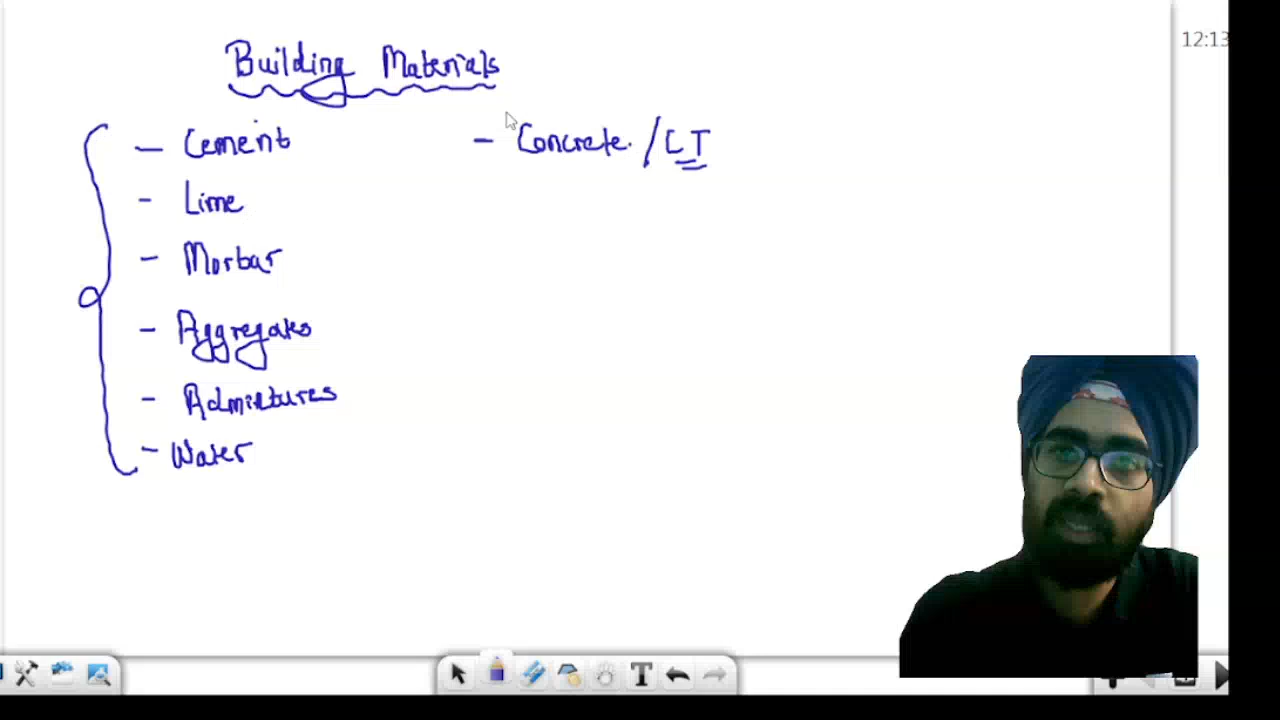 12:13
Building Materials
- Cement
- Lime
- Mortar
- Aggregates
- Admixtures
- Water
- Concrete. / CT
T